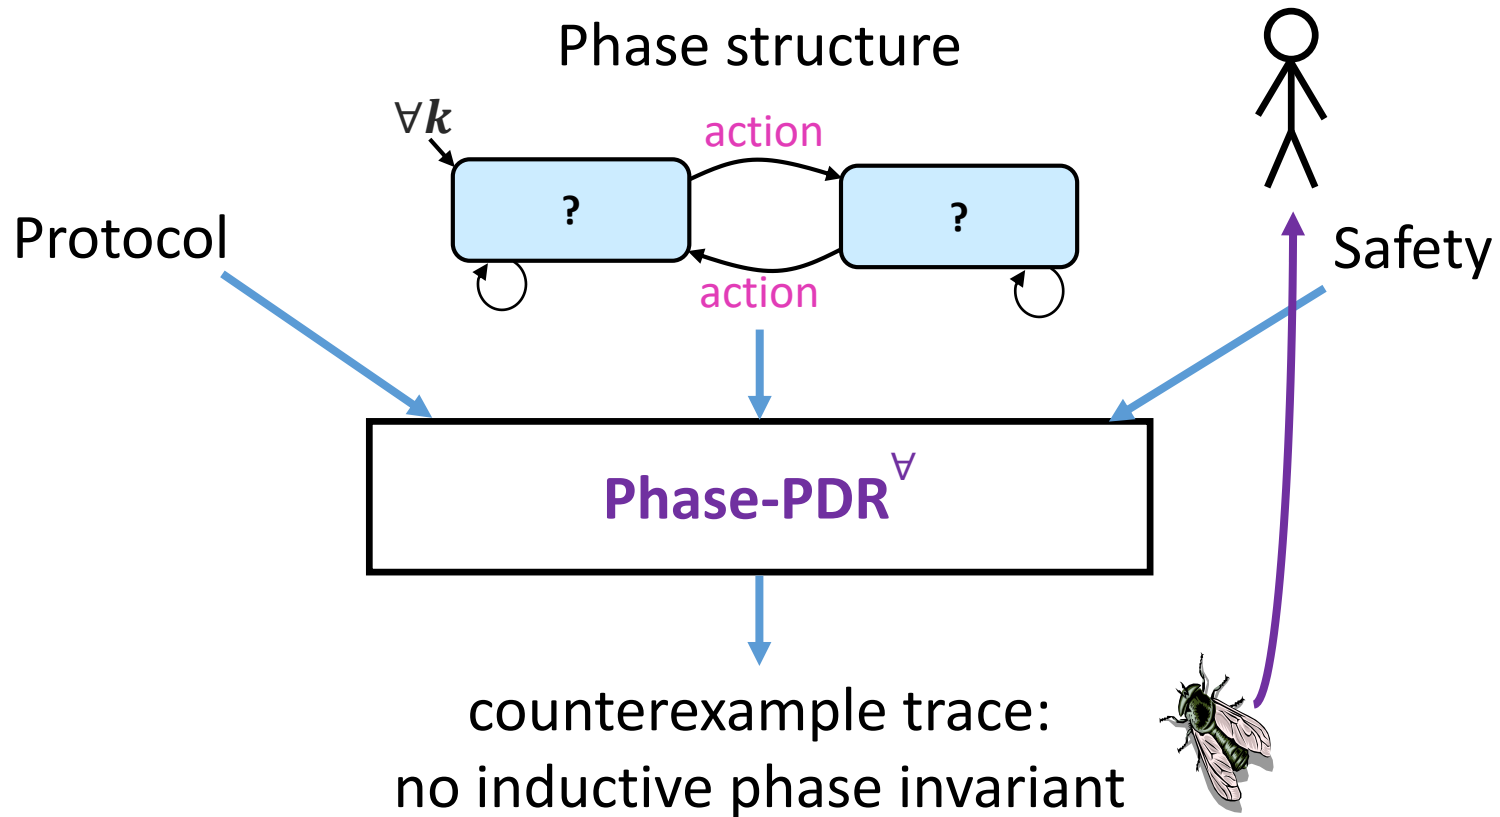 Phase structure
∀k
action
?
?
action
Protocol
Safety
Phase-PDR∀
counterexample trace:
no inductive phase invariant